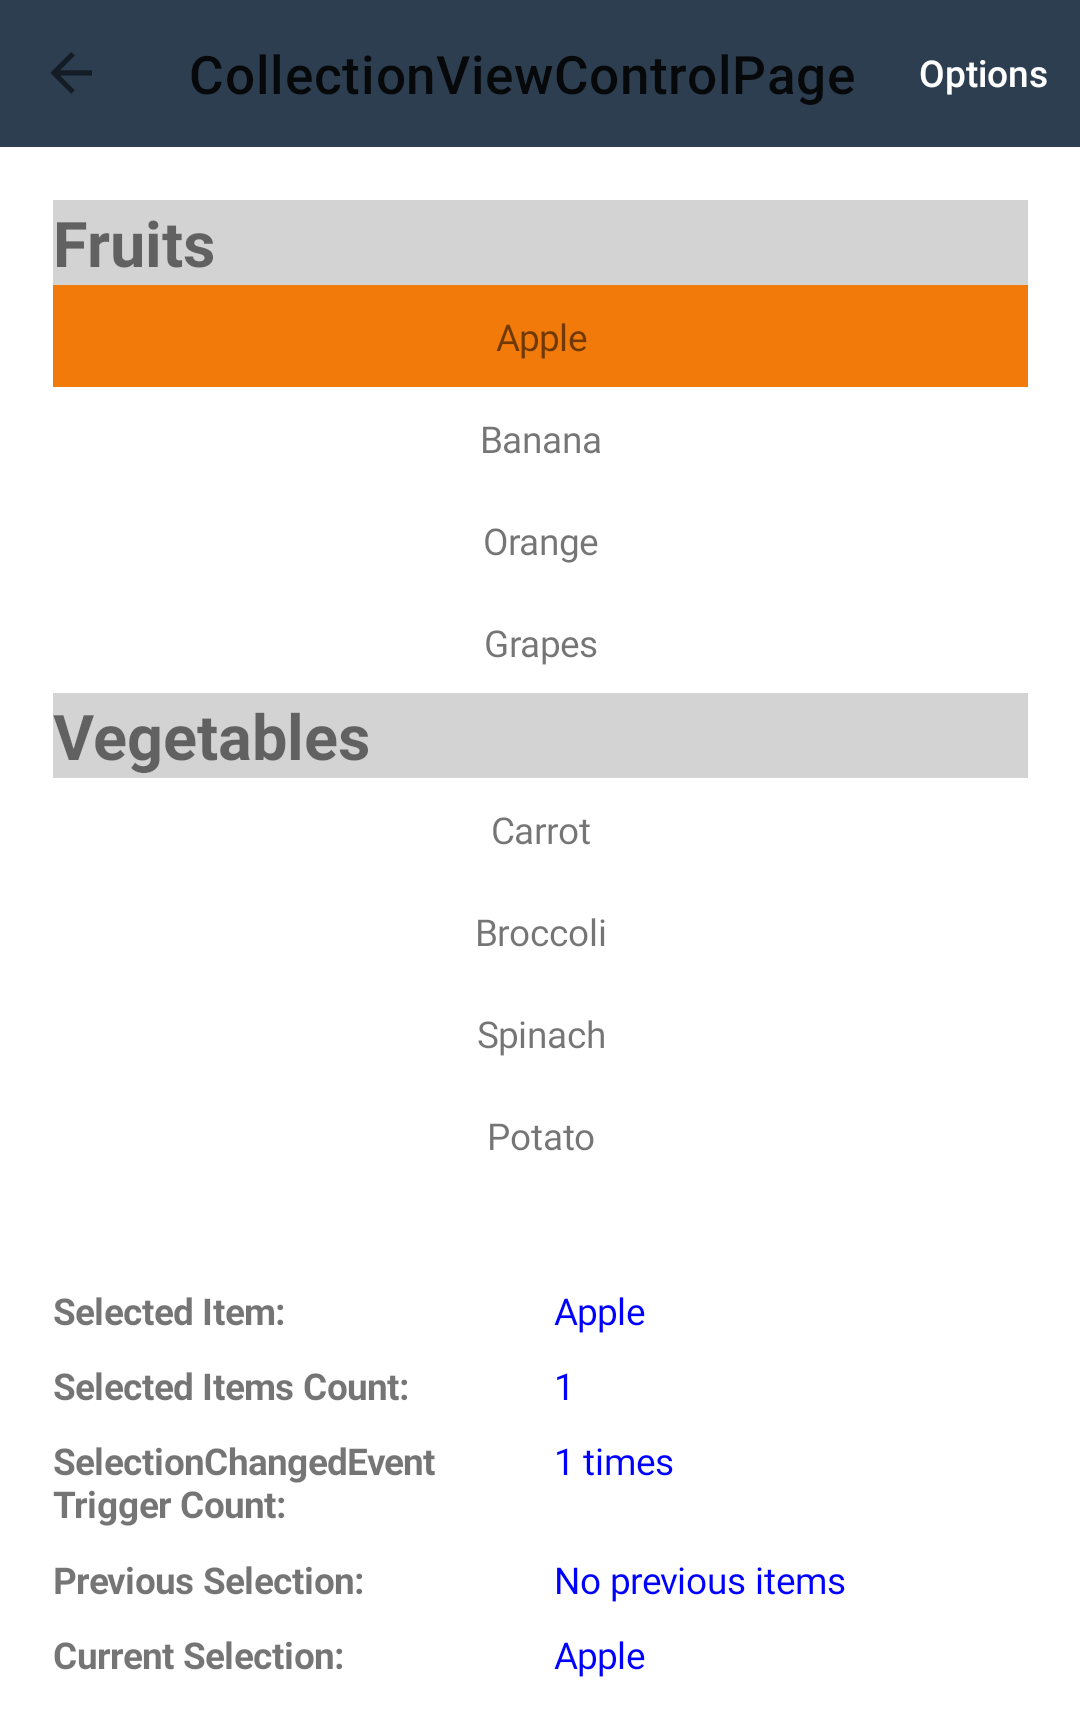 CollectionViewControlPage Options
Fruits
Apple
Banana
Orange
Grapes
Vegetables
Carrot
Broccoli
Spinach
Potato
Selected Item: Apple
Selected Items Count: 1
SelectionChangedEvent 1 times
Trigger Count:
Previous Selection: No previous items
Current Selection: Apple